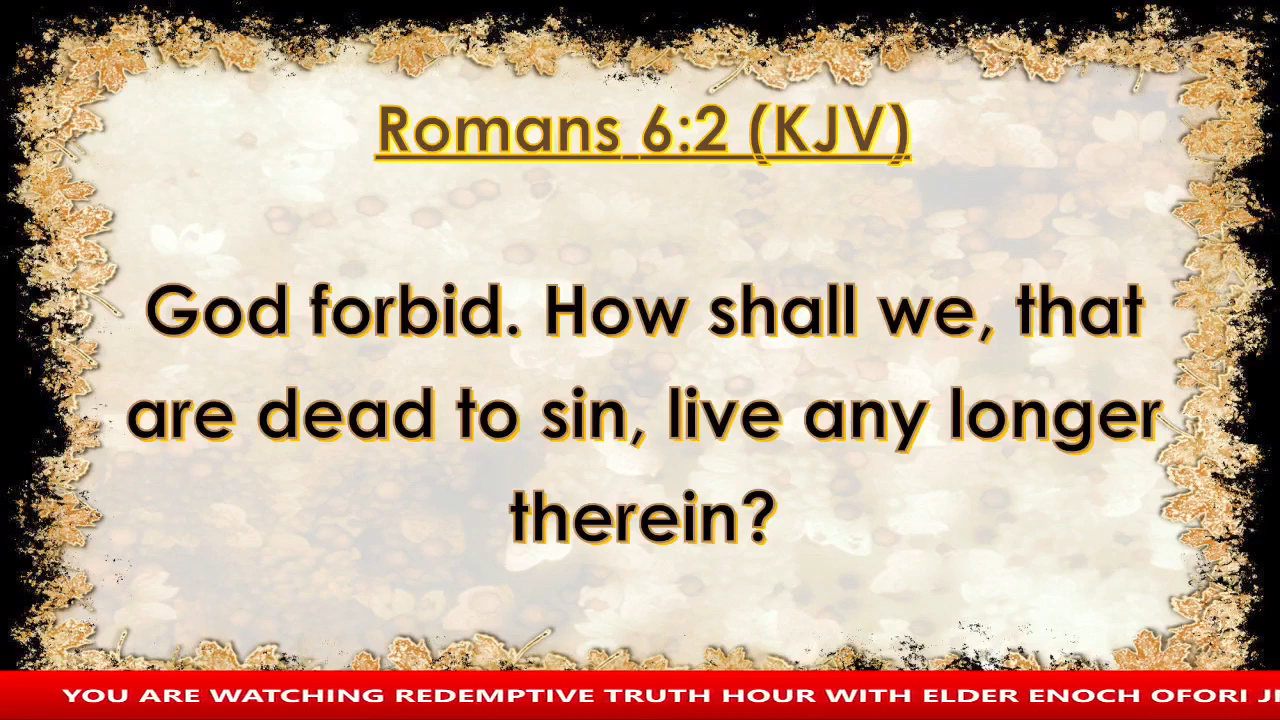 Romans 6:2 (KJV)
God forbid. How shall we, that
are dead to sin, live any longer
therein?
YOU ARE WATCHING REDEMPTIVE TRUTH HOUR WITH ELDER ENOCH OFORI